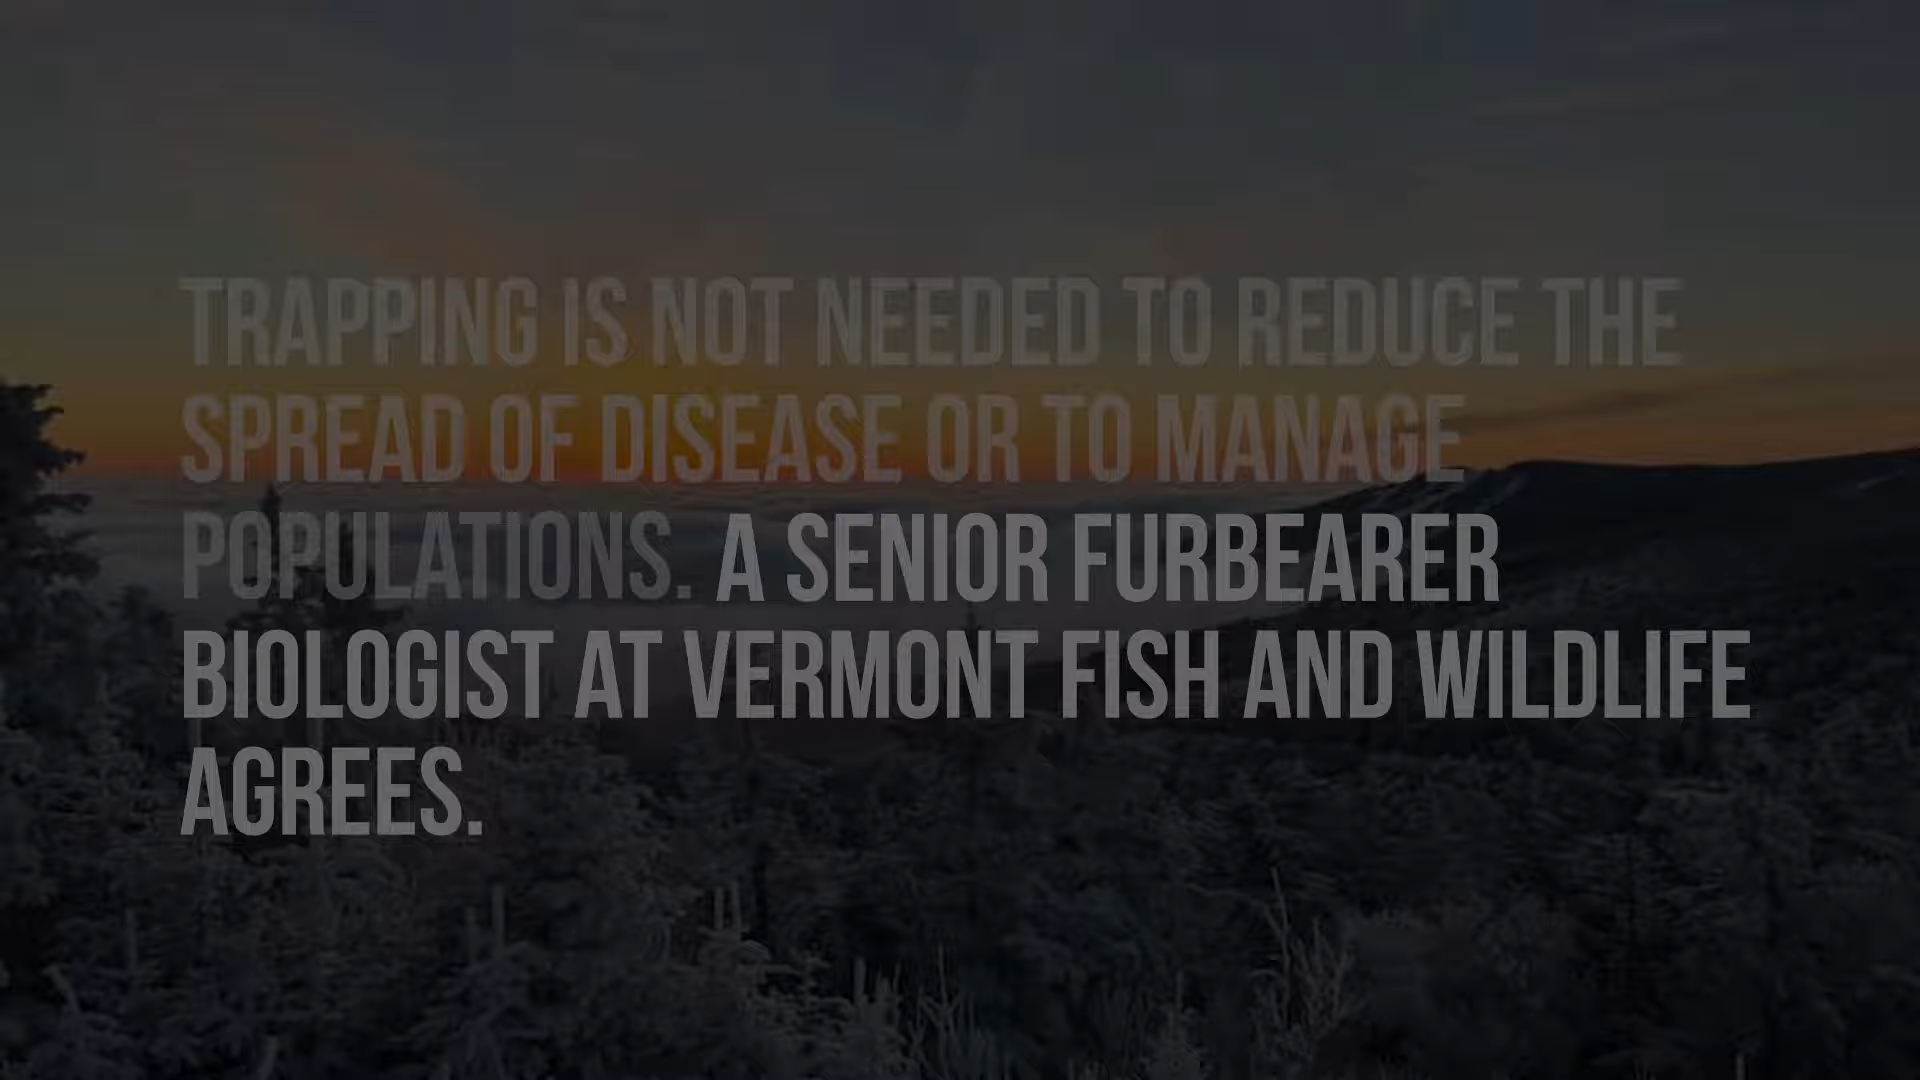 TRAPPING IS NOT NEEDED TO REDUCE THE
SPREAD OF DISEASE OR TO MANAGE
POPULATIONS. A SENIOR FURBEARER
BIOLOGIST AT VERMONT FISH AND WILDLIFE
AGREES.